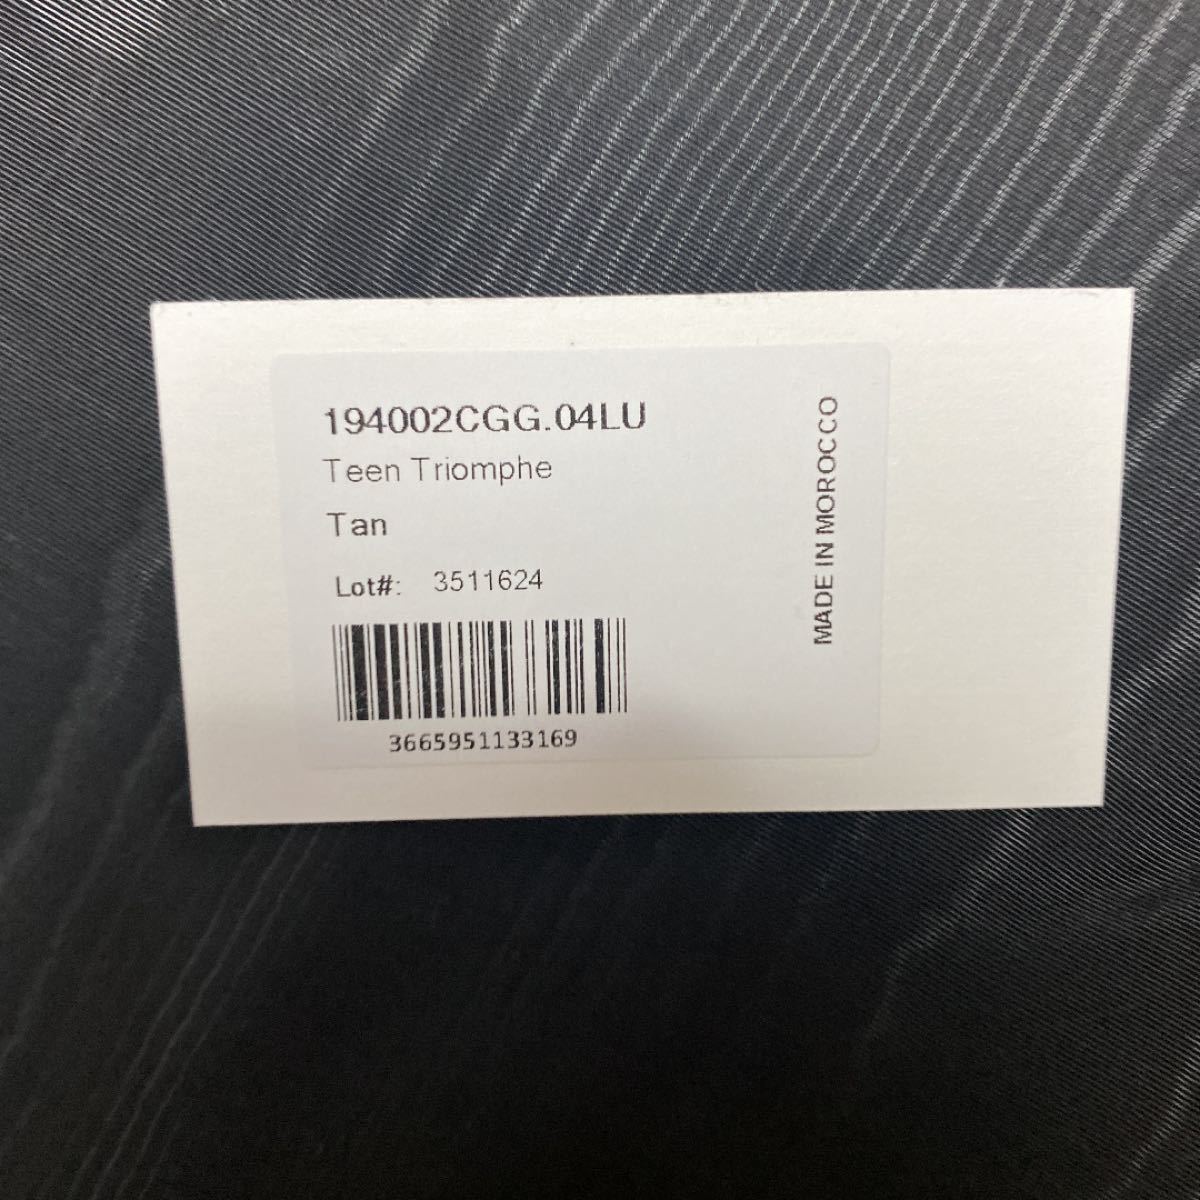 194002CGG.04LU
Teen Triomphe
Tan
Lot#: 3511624
3665951133169
MADE IN MOROCCO